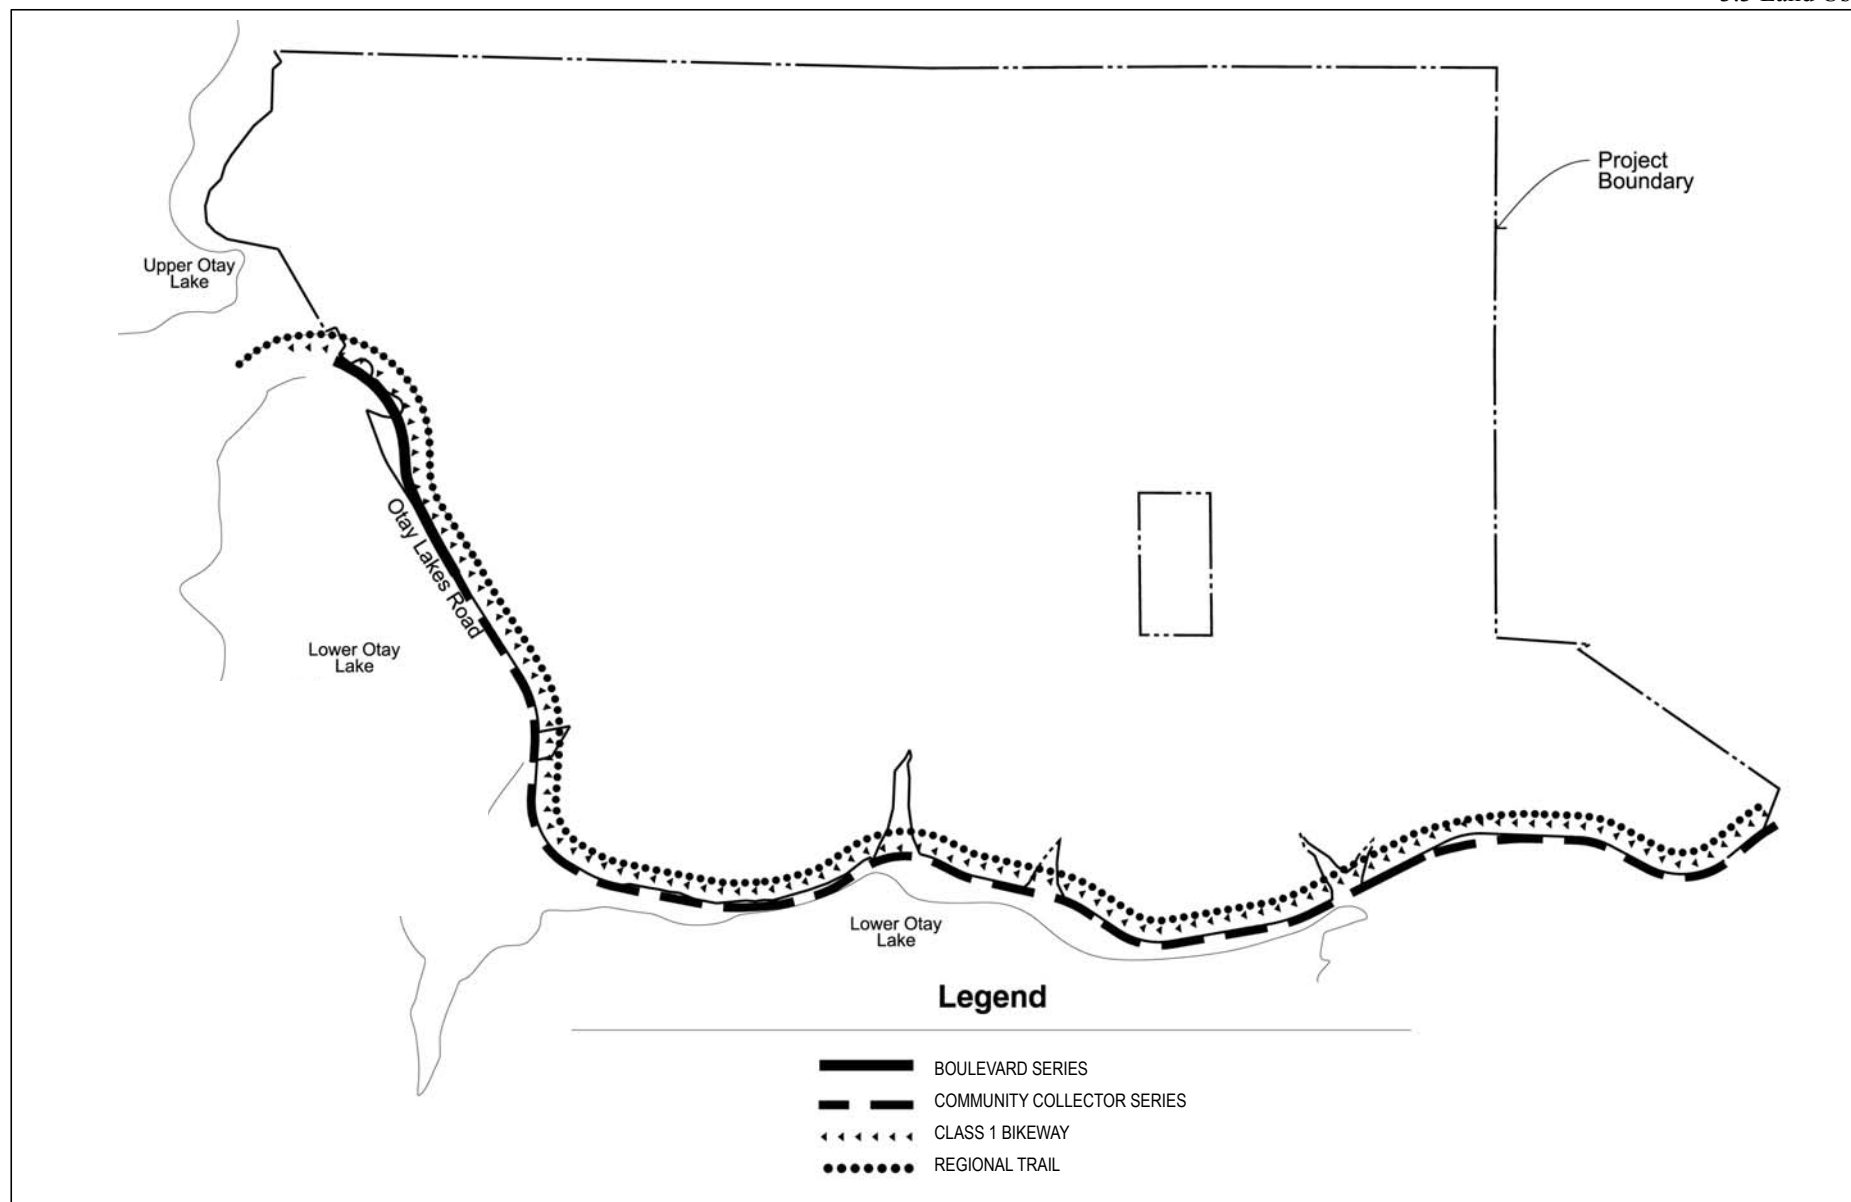 Project
Boundary
Upper Otay
Lake
Otay Lakes Road
Lower Otay
Lake
Lower Otay
Lake
Legend
BOULEVARD SERIES
COMMUNITY COLLECTOR SERIES
CLASS 1 BIKEWAY
REGIONAL TRAIL